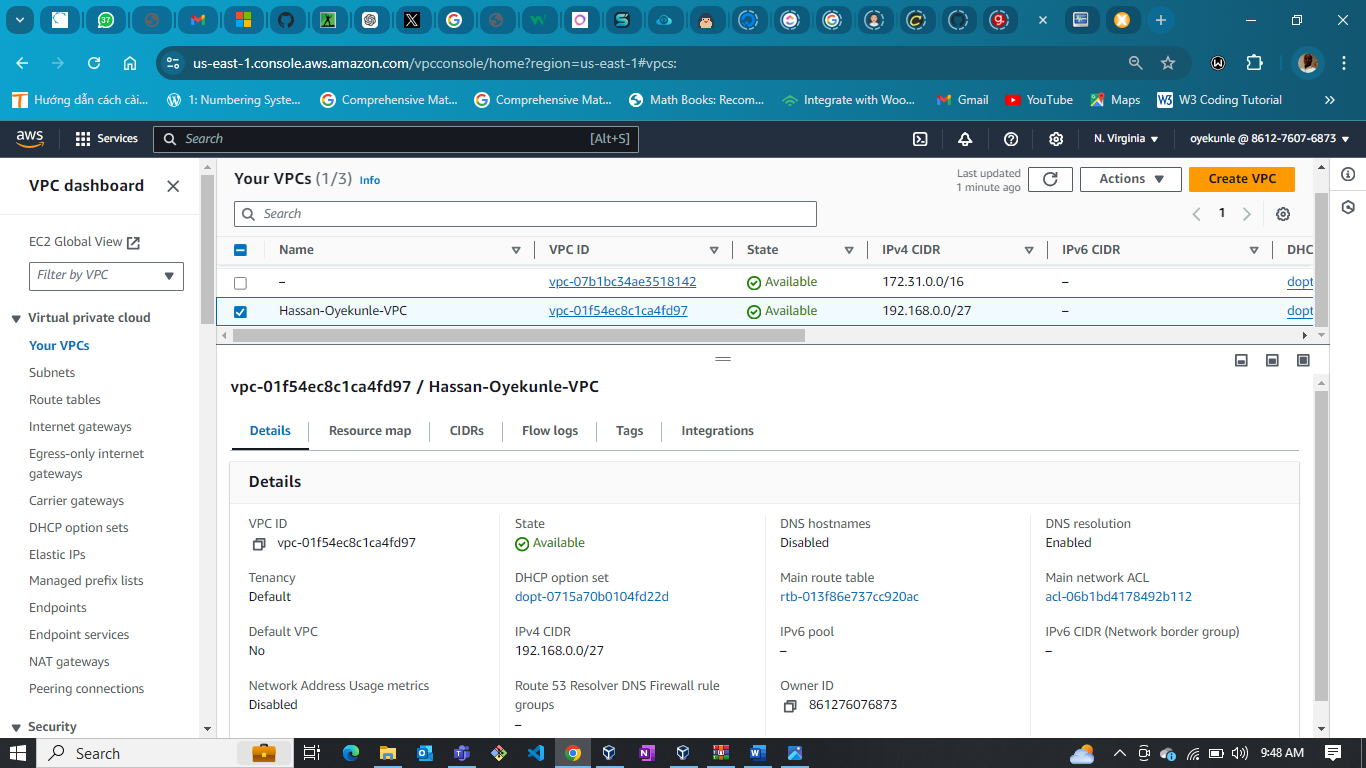 37
us-east-1.console.aws.amazon.com/vpcconsole/home?region=us-east-1#vpcs:
Hướng dẫn cách cài...
1: Numbering Syste...
Comprehensive Mat...
Comprehensive Mat...
Math Books: Recom...
Integrate with Woo...
Gmail
YouTube
Maps
W3 Coding Tutorial
aws
Services
Search
[Alt+S]
N. Virginia
oyekunle @ 8612-7607-6873
VPC dashboard
EC2 Global View
Filter by VPC
Virtual private cloud
Your VPCs
Subnets
Route tables
Internet gateways
Egress-only internet
gateways
Carrier gateways
DHCP option sets
Elastic IPs
Managed prefix lists
Endpoints
Endpoint services
NAT gateways
Peering connections
Security
Your VPCs (1/3) Info
Last updated
1 minute ago
Actions
Create VPC
Search
1
Name VPC ID State IPv4 CIDR IPv6 CIDR DHC
– vpc-07b1bc34ae3518142 Available 172.31.0.0/16 – dopt
Hassan-Oyekunle-VPC vpc-01f54ec8c1ca4fd97 Available 192.168.0.0/27 – dopt
vpc-01f54ec8c1ca4fd97 / Hassan-Oyekunle-VPC
Details Resource map CIDRs Flow logs Tags Integrations
Details
VPC ID
vpc-01f54ec8c1ca4fd97
State
Available
DNS hostnames
Disabled
DNS resolution
Enabled
Tenancy
Default
DHCP option set
dopt-0715a70b0104fd22d
Main route table
rtb-013f86e737cc920ac
Main network ACL
acl-06b1bd4178492b112
Default VPC
No
IPv4 CIDR
192.168.0.0/27
IPv6 pool
–
IPv6 CIDR (Network border group)
–
Network Address Usage metrics
Disabled
Route 53 Resolver DNS Firewall rule
groups
–
Owner ID
861276076873
Search
9:48 AM